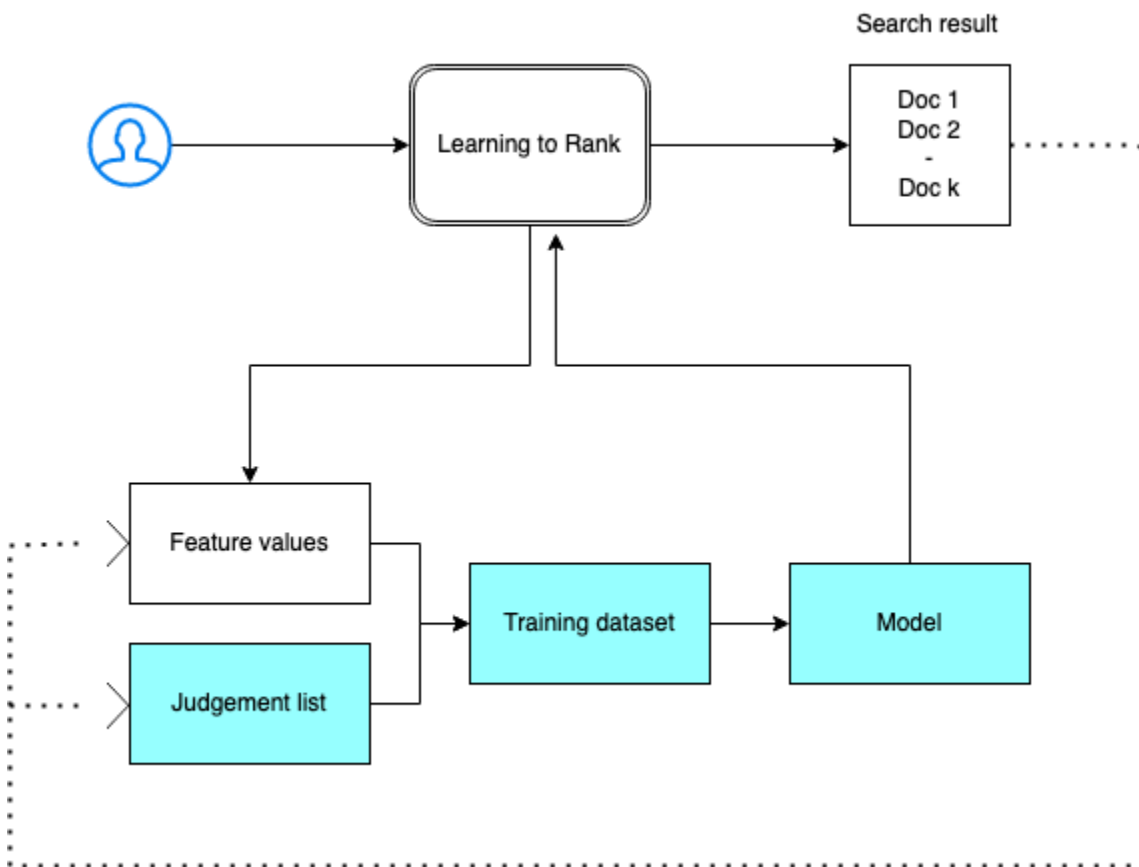 Search result
Learning to Rank
Doc 1
Doc 2
-
Doc k
Feature values
Training dataset
Model
Judgement list